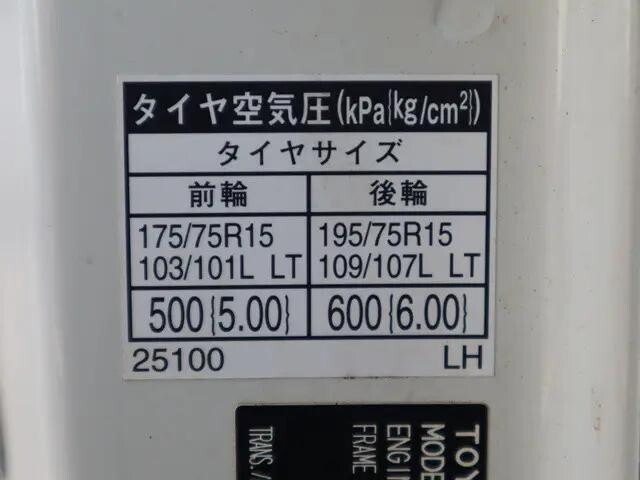 タイヤ空気圧(kPa{kg/cm²})
タイヤサイズ
前輪 後輪
175/75R15 195/75R15
103/101L LT 109/107L LT
500{5.00} 600{6.00}
25100 LH
TOY
MODE
ENGIN
FRAME
TRANS./